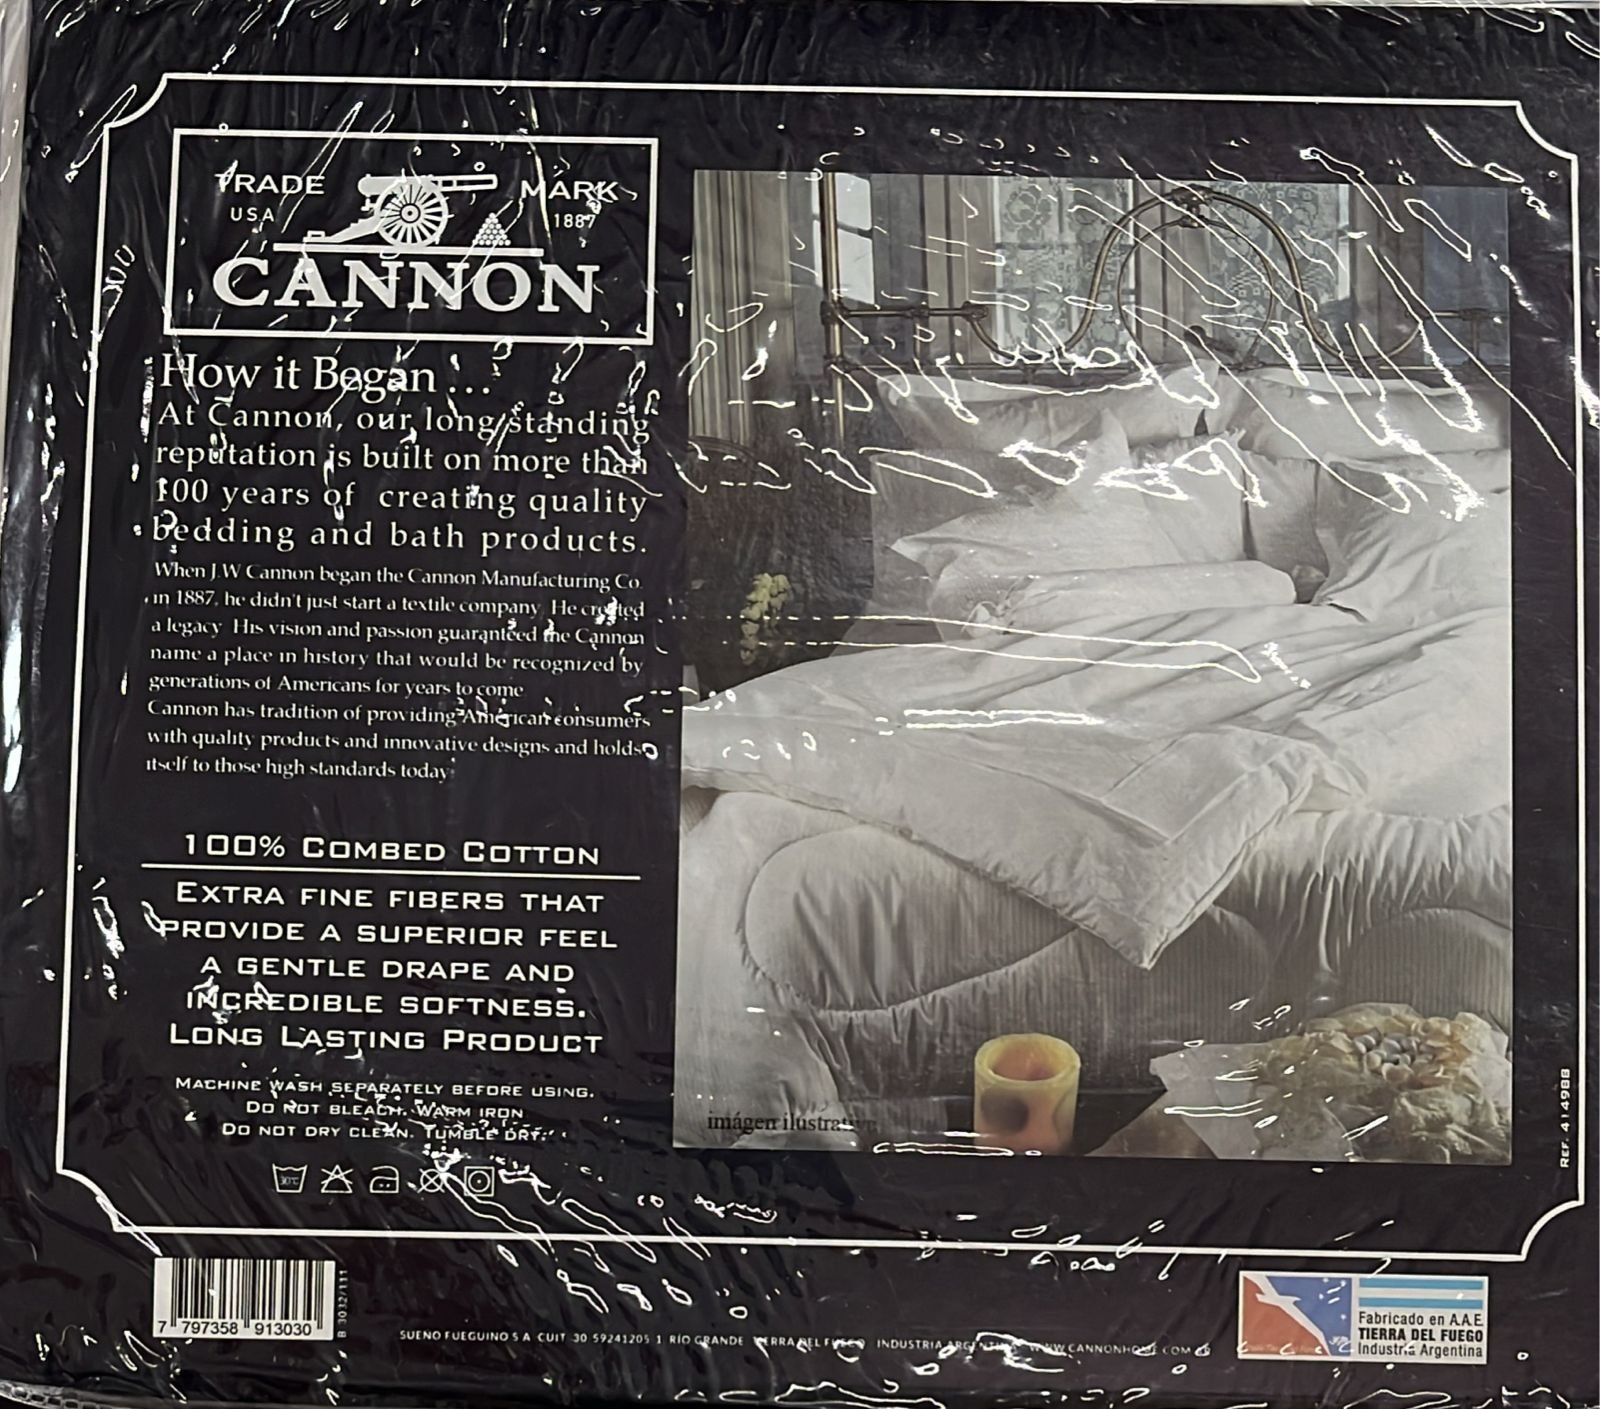 TRADE MARK
USA 1887
CANNON
How it Began ...
At Cannon, our long standing
reputation is built on more than
100 years of creating quality
bedding and bath products.
When J.W Cannon began the Cannon Manufacturing Co.
in 1887, he didn't just start a textile company. He created
a legacy. His vision and passion guaranteed the Cannon
name a place in history that would be recognized by
generations of Americans for years to come
Cannon has tradition of providing American consumers
with quality products and innovative designs and holds
itself to those high standards today.
100% COMBED COTTON
EXTRA FINE FIBERS THAT
PROVIDE A SUPERIOR FEEL
A GENTLE DRAPE AND
INCREDIBLE SOFTNESS.
LONG LASTING PRODUCT
MACHINE WASH SEPARATELY BEFORE USING.
DO NOT BLEACH. WARM IRON
DO NOT DRY CLEAN. TUMBLE DRY.
30°C
imágen ilustrativa
REF. 414988
7 797358 913030
B 3032/111
SUENO FUEGUINO S A CUIT 30 59241205 1 RÍO GRANDE TIERRA DEL FUEGO INDUSTRIA ARGENTINA WWW.CANNONHOME.COM.AR
Fabricado en A.A.E.
TIERRA DEL FUEGO
Industria Argentina